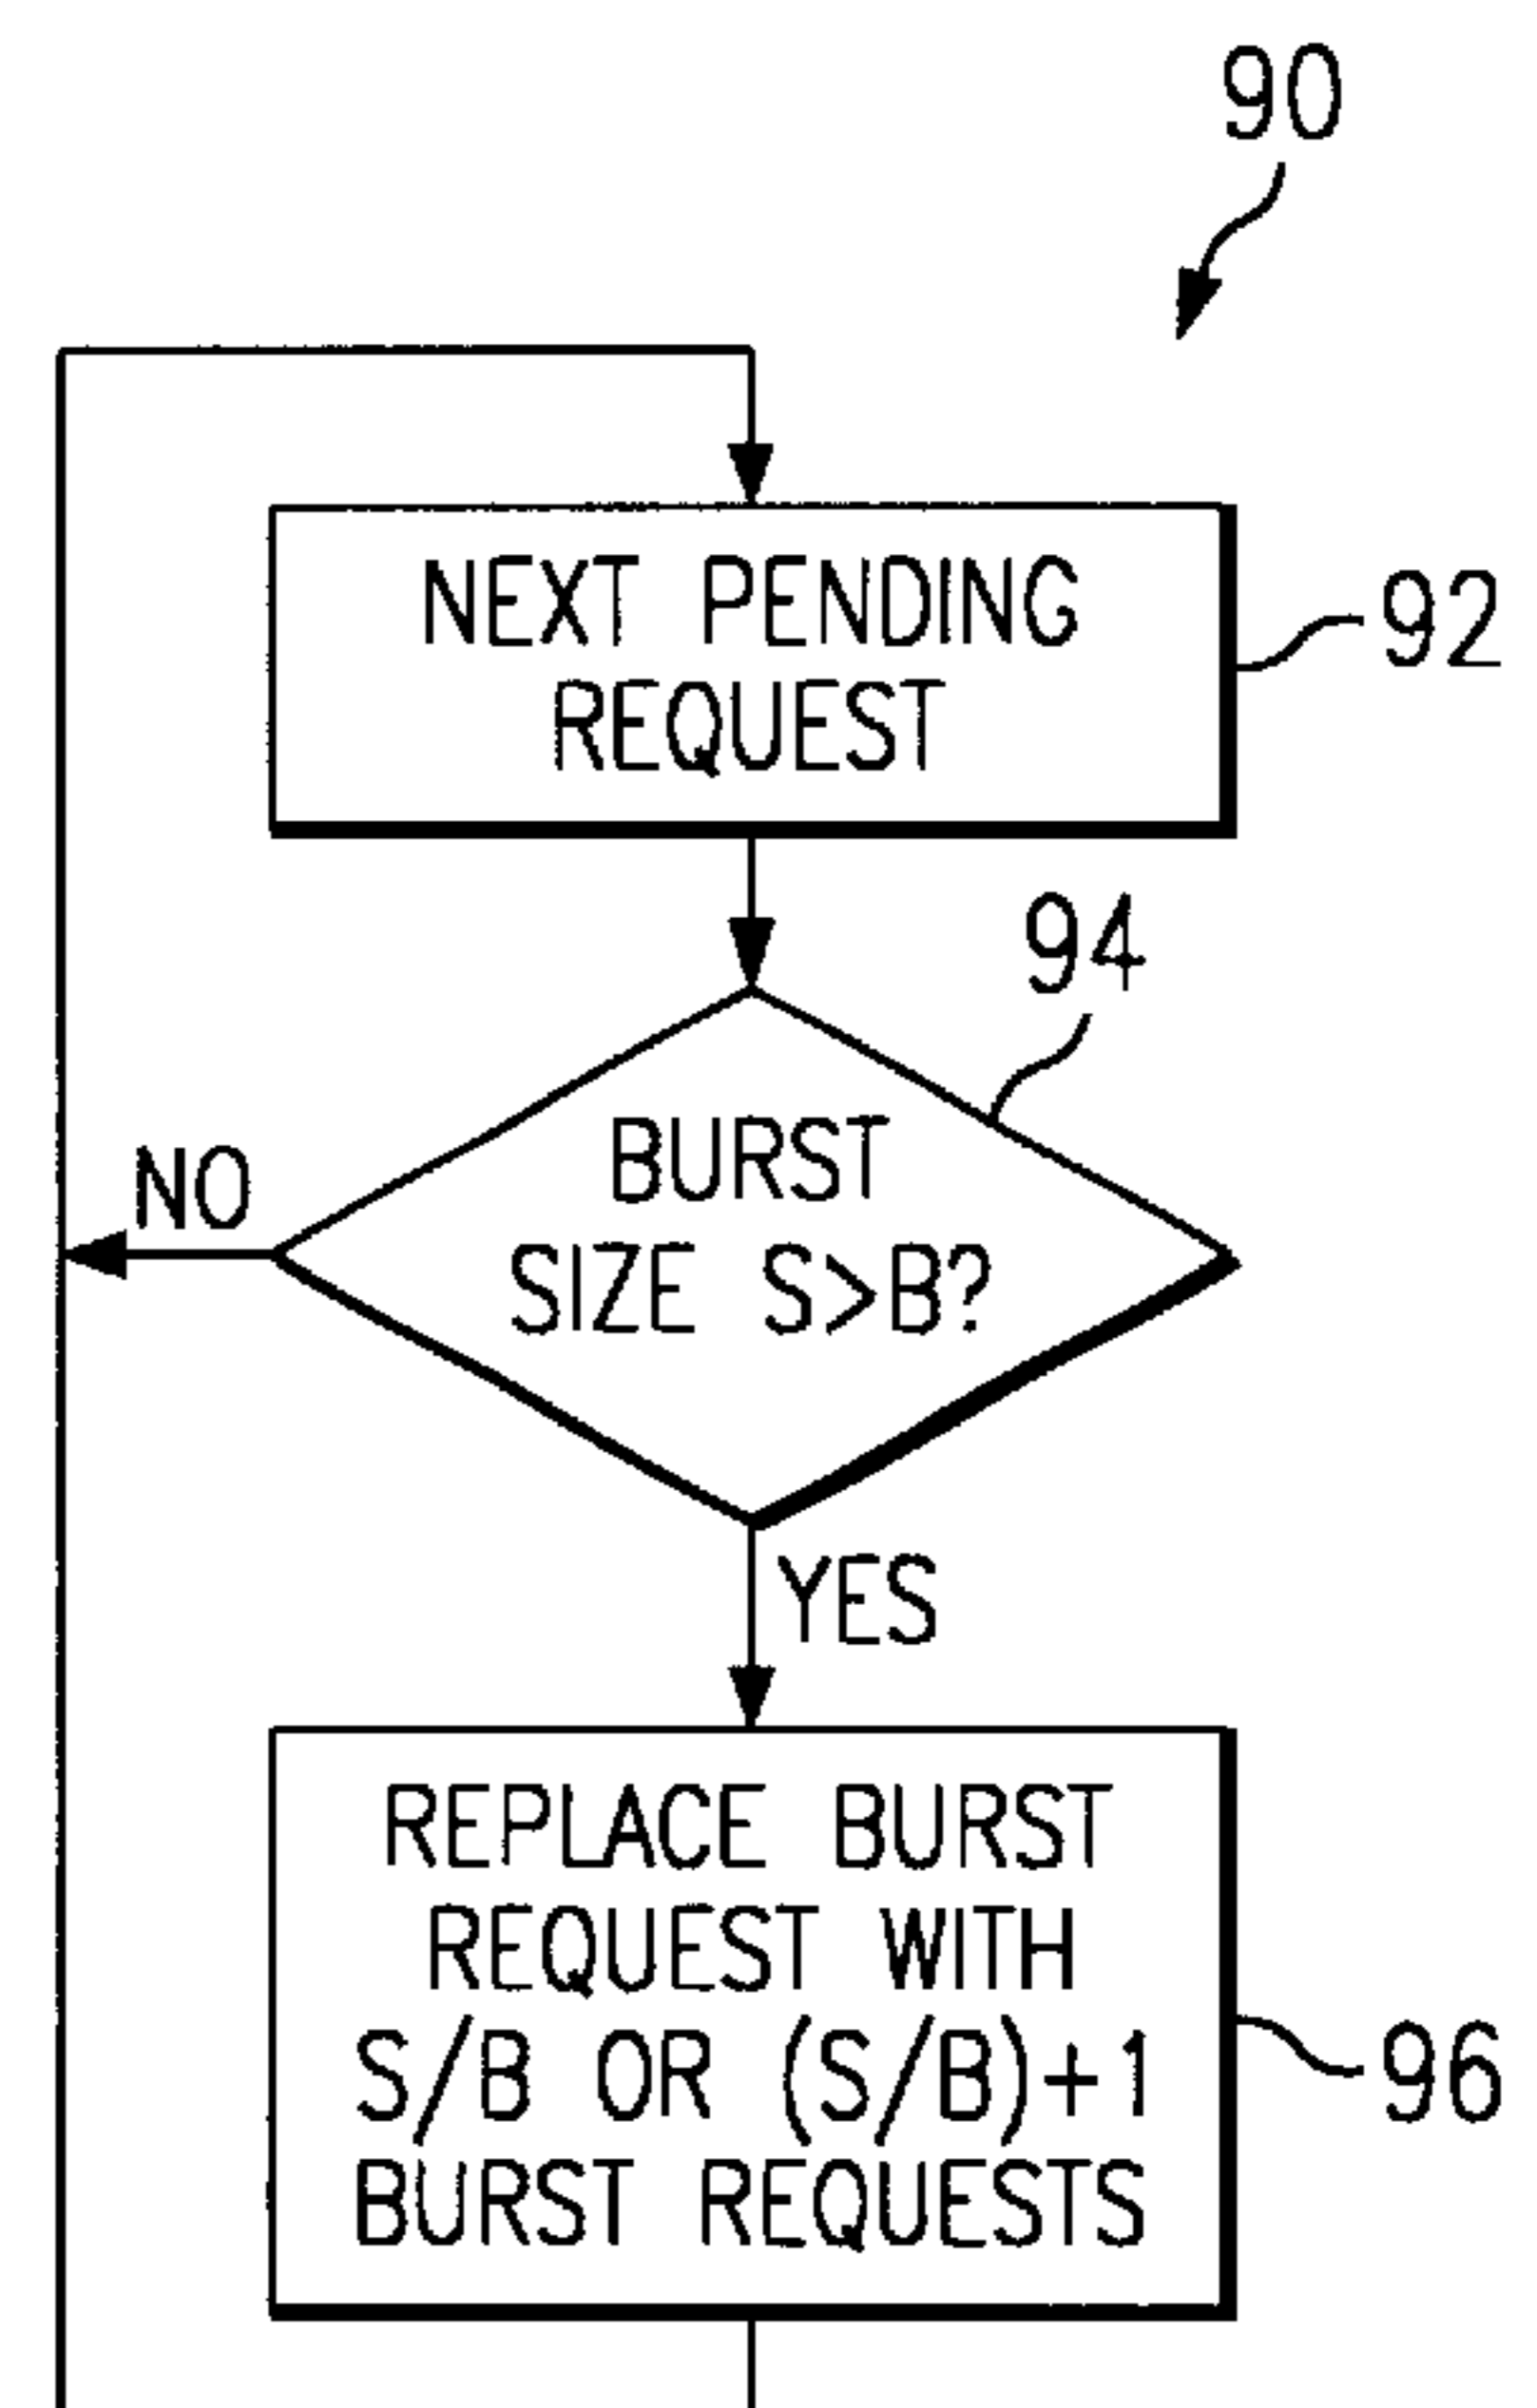 90
NEXT PENDING
REQUEST
92
94
BURST
SIZE S>B?
NO
YES
REPLACE BURST
REQUEST WITH
S/B OR (S/B)+1
BURST REQUESTS
96